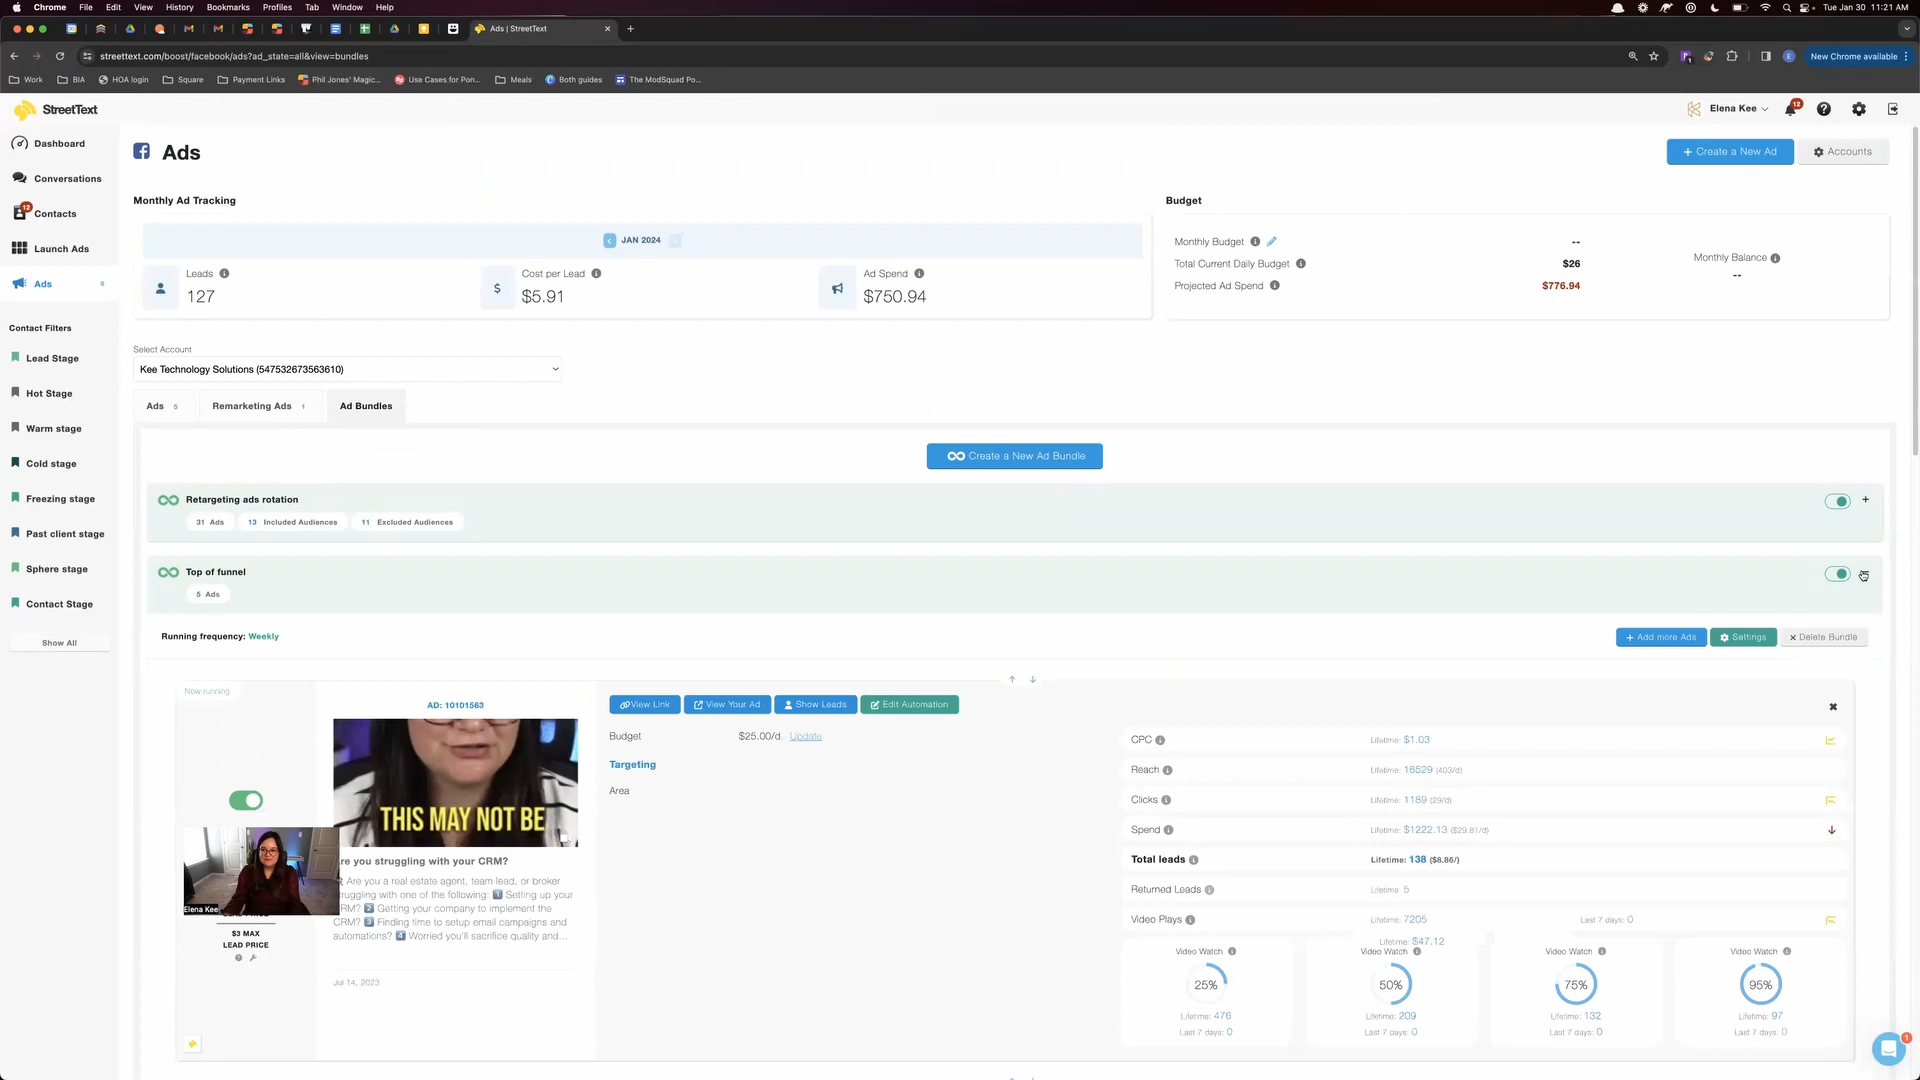 Chrome File Edit View History Bookmarks Profiles Tab Window Help
Tue Jan 30 11:21 AM
Ads | StreetText
streettext.com/boost/facebook/ads?ad_state=all&view=bundles
New Chrome available
Work BIA HOA login Square Payment Links Phil Jones' Magic... Use Cases for Pon... Meals Both guides The ModSquad Po...
StreetText
Elena Kee
12
Dashboard
Conversations
12
Contacts
Launch Ads
Ads 6
Contact Filters
Lead Stage
Hot Stage
Warm stage
Cold stage
Freezing stage
Past client stage
Sphere stage
Contact Stage
Show All
Ads
+ Create a New Ad
Accounts
Monthly Ad Tracking
JAN 2024
Leads
127
Cost per Lead
$5.91
Ad Spend
$750.94
Budget
Monthly Budget --
Total Current Daily Budget $26
Projected Ad Spend $776.94
Monthly Balance
--
Select Account
Kee Technology Solutions (547532673563610)
Ads 5
Remarketing Ads 1
Ad Bundles
Create a New Ad Bundle
Retargeting ads rotation
31 Ads 13 Included Audiences 11 Excluded Audiences
Top of funnel
5 Ads
Running frequency: Weekly
+ Add more Ads
Settings
× Delete Bundle
Now running
AD: 10101563
THIS MAY NOT BE
re you struggling with your CRM?
Are you a real estate agent, team lead, or broker
truggling with one of the following: 1 Setting up your
CRM? 2 Getting your company to implement the
CRM? 3 Finding time to setup email campaigns and
automations? 4 Worried you'll sacrifice quality and...
Jul 14, 2023
Elena Kee
$3 MAX
LEAD PRICE
View Link
View Your Ad
Show Leads
Edit Automation
Budget $25.00/d Update
Targeting
Area
CPC Lifetime: $1.03
Reach Lifetime: 16529 (403/d)
Clicks Lifetime: 1189 (29/d)
Spend Lifetime: $1222.13 ($29.81/d)
Total leads Lifetime: 138 ($8.86/)
Returned Leads Lifetime: 5
Video Plays Lifetime: 7205 Last 7 days: 0
Lifetime: $47.12
Video Watch
25%
Lifetime: 476
Last 7 days: 0
Video Watch
50%
Lifetime: 209
Last 7 days: 0
Video Watch
75%
Lifetime: 132
Last 7 days: 0
Video Watch
95%
Lifetime: 97
Last 7 days: 0
1